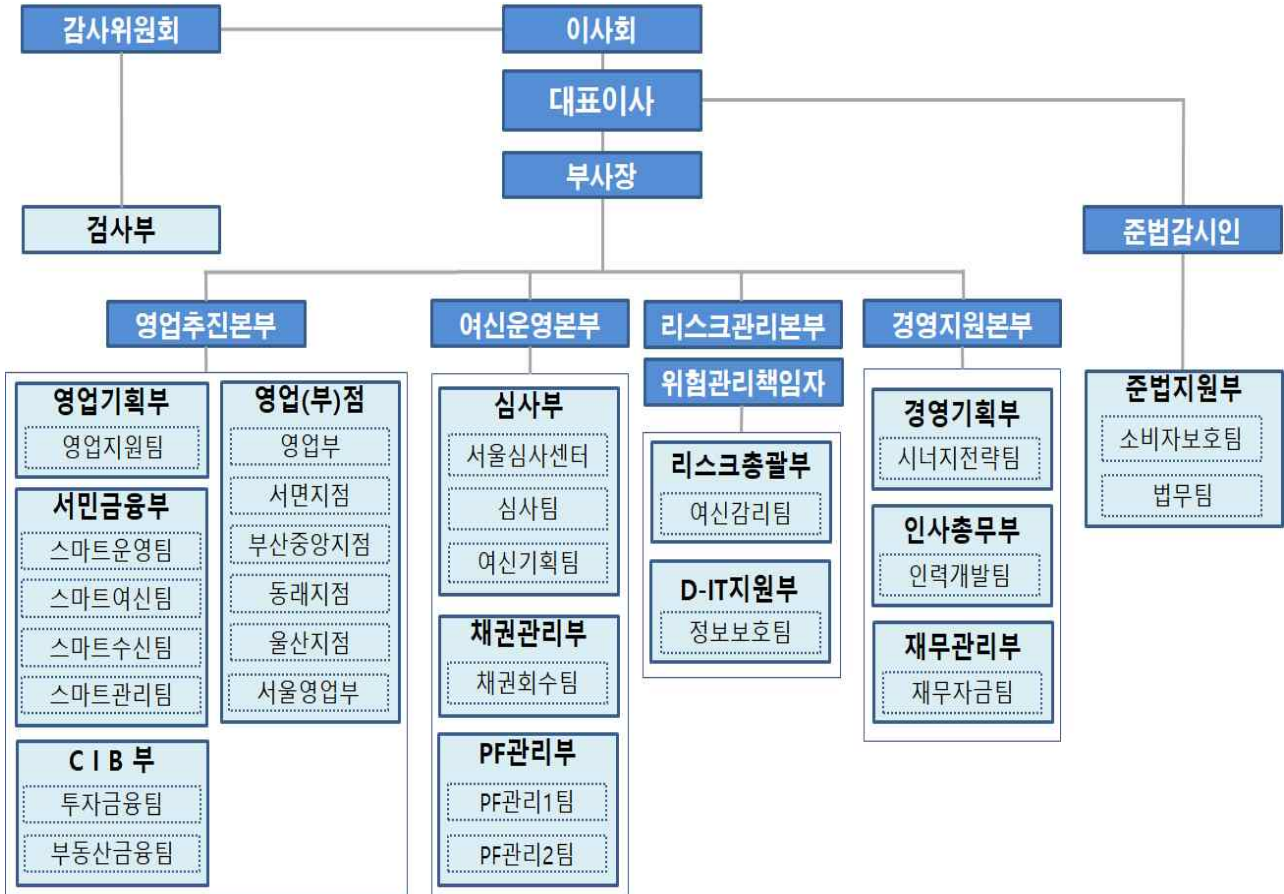 감사위원회
이사회
대표이사
부사장
검사부
준법감시인
영업추진본부
여신운영본부
리스크관리본부
경영지원본부
위험관리책임자
영업기획부
영업지원팀
서민금융부
스마트운영팀
스마트여신팀
스마트수신팀
스마트관리팀
C I B 부
투자금융팀
부동산금융팀
영업(부)점
영업부
서면지점
부산중앙지점
동래지점
울산지점
서울영업부
심사부
서울심사센터
심사팀
여신기획팀
채권관리부
채권회수팀
PF관리부
PF관리1팀
PF관리2팀
리스크총괄부
여신감리팀
D-IT지원부
정보보호팀
경영기획부
시너지전략팀
인사총무부
인력개발팀
재무관리부
재무자금팀
준법지원부
소비자보호팀
법무팀